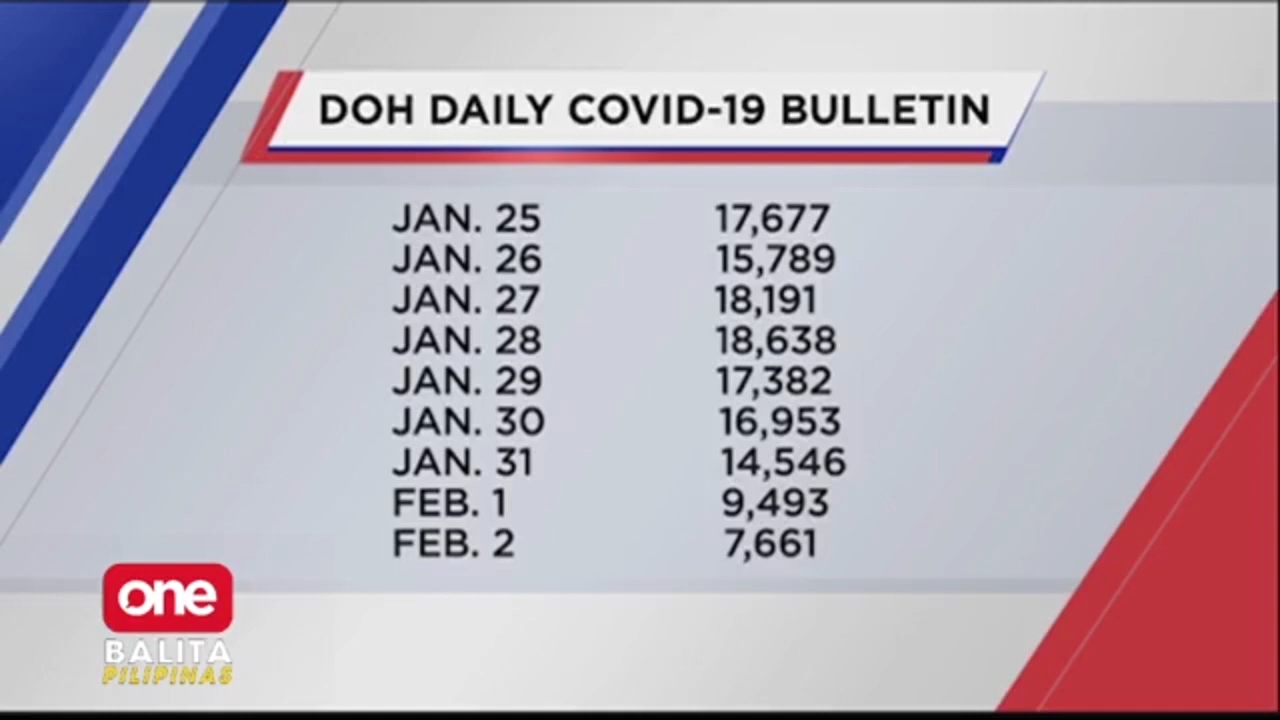 DOH DAILY COVID-19 BULLETIN
JAN. 25 17,677
JAN. 26 15,789
JAN. 27 18,191
JAN. 28 18,638
JAN. 29 17,382
JAN. 30 16,953
JAN. 31 14,546
FEB. 1 9,493
FEB. 2 7,661
one
BALITA
PILIPINAS